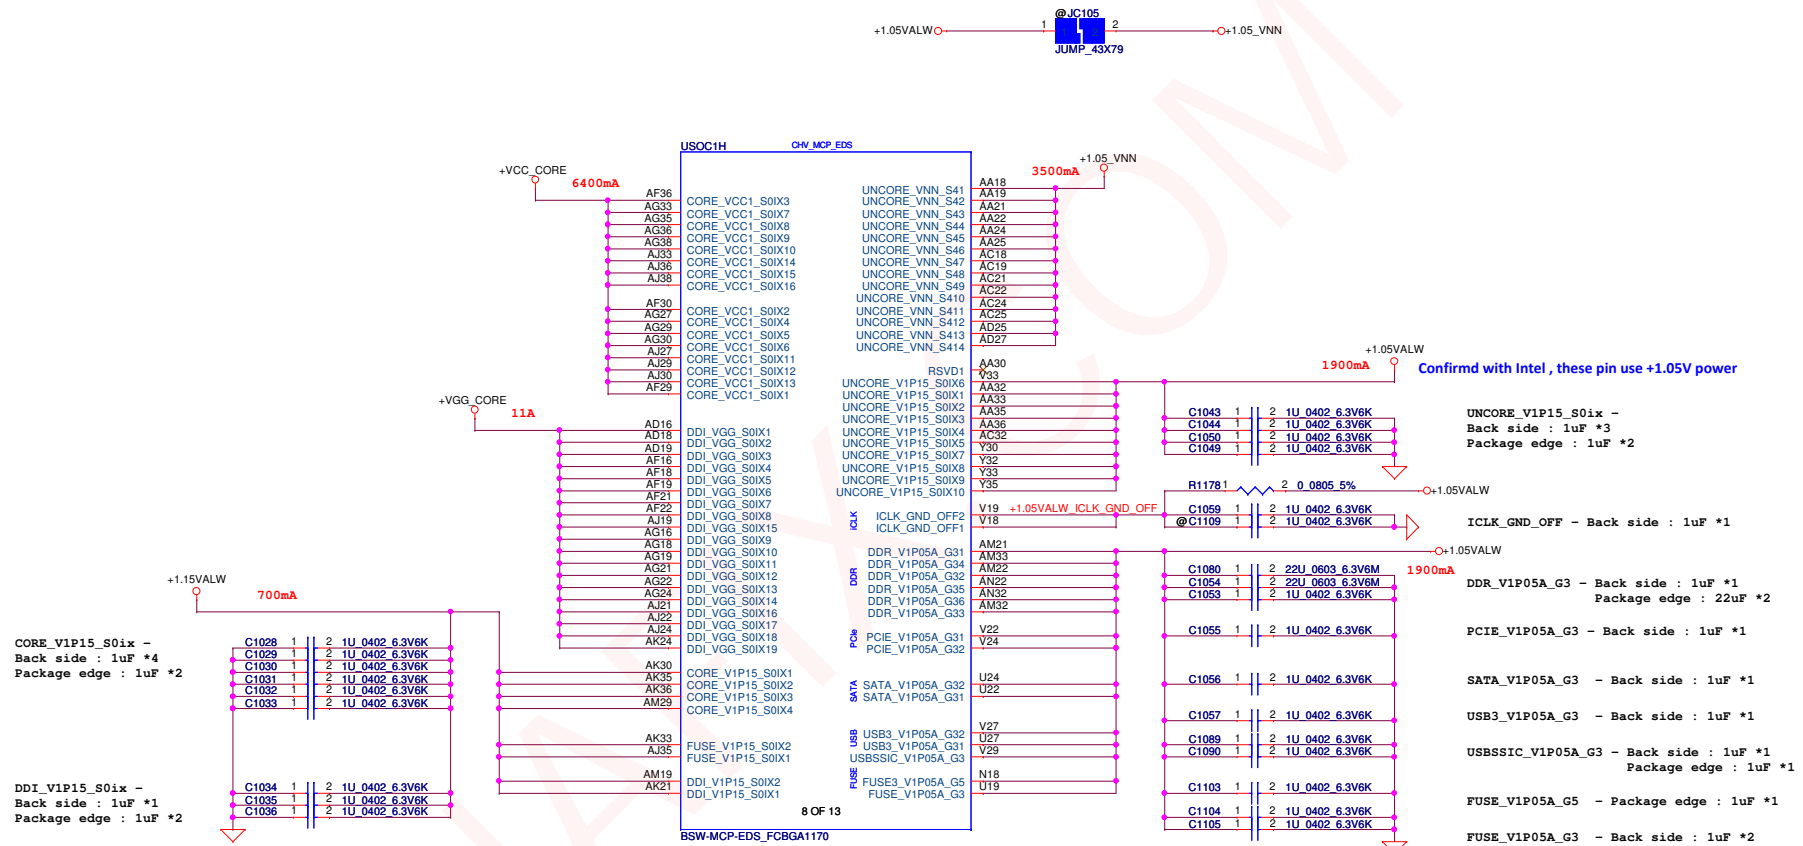 @JC105
+1.05VALW 1 2 +1.05_VNN
JUMP_43X79
USOC1H CHV_MCP_EDS
+VCC_CORE
6400mA
AF36 CORE_VCC1_S0IX3
AG33 CORE_VCC1_S0IX7
AG35 CORE_VCC1_S0IX8
AG36 CORE_VCC1_S0IX9
AG38 CORE_VCC1_S0IX10
AJ33 CORE_VCC1_S0IX14
AJ36 CORE_VCC1_S0IX15
AJ38 CORE_VCC1_S0IX16
AF30 CORE_VCC1_S0IX2
AG27 CORE_VCC1_S0IX4
AG29 CORE_VCC1_S0IX5
AG30 CORE_VCC1_S0IX6
AJ27 CORE_VCC1_S0IX11
AJ29 CORE_VCC1_S0IX12
AJ30 CORE_VCC1_S0IX13
AF29 CORE_VCC1_S0IX1
+VGG_CORE
11A
AD16 DDI_VGG_S0IX1
AD18 DDI_VGG_S0IX2
AD19 DDI_VGG_S0IX3
AF16 DDI_VGG_S0IX4
AF18 DDI_VGG_S0IX5
AF19 DDI_VGG_S0IX6
AF21 DDI_VGG_S0IX7
AF22 DDI_VGG_S0IX8
AJ19 DDI_VGG_S0IX15
AG16 DDI_VGG_S0IX9
AG18 DDI_VGG_S0IX10
AG19 DDI_VGG_S0IX11
AG21 DDI_VGG_S0IX12
AG22 DDI_VGG_S0IX13
AG24 DDI_VGG_S0IX14
AJ21 DDI_VGG_S0IX16
AJ22 DDI_VGG_S0IX17
AJ24 DDI_VGG_S0IX18
AK24 DDI_VGG_S0IX19
+1.15VALW
700mA
AK30 CORE_V1P15_S0IX1
AK35 CORE_V1P15_S0IX2
AK36 CORE_V1P15_S0IX3
AM29 CORE_V1P15_S0IX4
AK33 FUSE_V1P15_S0IX2
AJ35 FUSE_V1P15_S0IX1
AM19 DDI_V1P15_S0IX2
AK21 DDI_V1P15_S0IX1
CORE_V1P15_S0ix -
Back side : 1uF *4
Package edge : 1uF *2
C1028 1 2 1U_0402_6.3V6K
C1029 1 2 1U_0402_6.3V6K
C1030 1 2 1U_0402_6.3V6K
C1031 1 2 1U_0402_6.3V6K
C1032 1 2 1U_0402_6.3V6K
C1033 1 2 1U_0402_6.3V6K
DDI_V1P15_S0ix -
Back side : 1uF *1
Package edge : 1uF *2
C1034 1 2 1U_0402_6.3V6K
C1035 1 2 1U_0402_6.3V6K
C1036 1 2 1U_0402_6.3V6K
+1.05_VNN
3500mA
UNCORE_VNN_S41 AA18
UNCORE_VNN_S42 AA19
UNCORE_VNN_S43 AA21
UNCORE_VNN_S44 AA22
UNCORE_VNN_S45 AA24
UNCORE_VNN_S46 AA25
UNCORE_VNN_S47 AC18
UNCORE_VNN_S48 AC19
UNCORE_VNN_S49 AC21
UNCORE_VNN_S410 AC22
UNCORE_VNN_S411 AC24
UNCORE_VNN_S412 AC25
UNCORE_VNN_S413 AD25
UNCORE_VNN_S414 AD27
RSVD1 AA30
UNCORE_V1P15_S0IX6 V33
UNCORE_V1P15_S0IX1 AA32
UNCORE_V1P15_S0IX2 AA33
UNCORE_V1P15_S0IX3 AA35
UNCORE_V1P15_S0IX4 AA36
UNCORE_V1P15_S0IX5 AC32
UNCORE_V1P15_S0IX7 Y30
UNCORE_V1P15_S0IX8 Y32
UNCORE_V1P15_S0IX9 Y33
UNCORE_V1P15_S0IX10 Y35
iCLK
ICLK_GND_OFF2 V19 +1.05VALW_ICLK_GND_OFF
ICLK_GND_OFF1 V18
DDR
DDR_V1P05A_G31 AM21
DDR_V1P05A_G34 AM33
DDR_V1P05A_G32 AM22
DDR_V1P05A_G35 AN22
DDR_V1P05A_G36 AN32
DDR_V1P05A_G33 AM32
PCIe
PCIE_V1P05A_G31 V22
PCIE_V1P05A_G32 V24
SATA
SATA_V1P05A_G32 U24
SATA_V1P05A_G31 U22
USB
USB3_V1P05A_G32 V27
USB3_V1P05A_G31 U27
USBSSIC_V1P05A_G3 V29
FUSE
FUSE3_V1P05A_G5 N18
FUSE_V1P05A_G3 U19
8 OF 13
BSW-MCP-EDS_FCBGA1170
+1.05VALW
1900mA
Confirmd with Intel , these pin use +1.05V power
C1043 1 2 1U_0402_6.3V6K
C1044 1 2 1U_0402_6.3V6K
C1050 1 2 1U_0402_6.3V6K
C1049 1 2 1U_0402_6.3V6K
UNCORE_V1P15_S0ix -
Back side : 1uF *3
Package edge : 1uF *2
R1178 1 2 0_0805_5% +1.05VALW
C1059 1 2 1U_0402_6.3V6K
@C1109 1 2 1U_0402_6.3V6K
ICLK_GND_OFF - Back side : 1uF *1
+1.05VALW
1900mA
C1080 1 2 22U_0603_6.3V6M
C1054 1 2 22U_0603_6.3V6M
C1053 1 2 1U_0402_6.3V6K
DDR_V1P05A_G3 - Back side : 1uF *1
Package edge : 22uF *2
C1055 1 2 1U_0402_6.3V6K
PCIE_V1P05A_G3 - Back side : 1uF *1
C1056 1 2 1U_0402_6.3V6K
SATA_V1P05A_G3 - Back side : 1uF *1
C1057 1 2 1U_0402_6.3V6K
USB3_V1P05A_G3 - Back side : 1uF *1
C1089 1 2 1U_0402_6.3V6K
C1090 1 2 1U_0402_6.3V6K
USBSSIC_V1P05A_G3 - Back side : 1uF *1
Package edge : 1uF *1
C1103 1 2 1U_0402_6.3V6K
FUSE_V1P05A_G5 - Package edge : 1uF *1
C1104 1 2 1U_0402_6.3V6K
C1105 1 2 1U_0402_6.3V6K
FUSE_V1P05A_G3 - Back side : 1uF *2